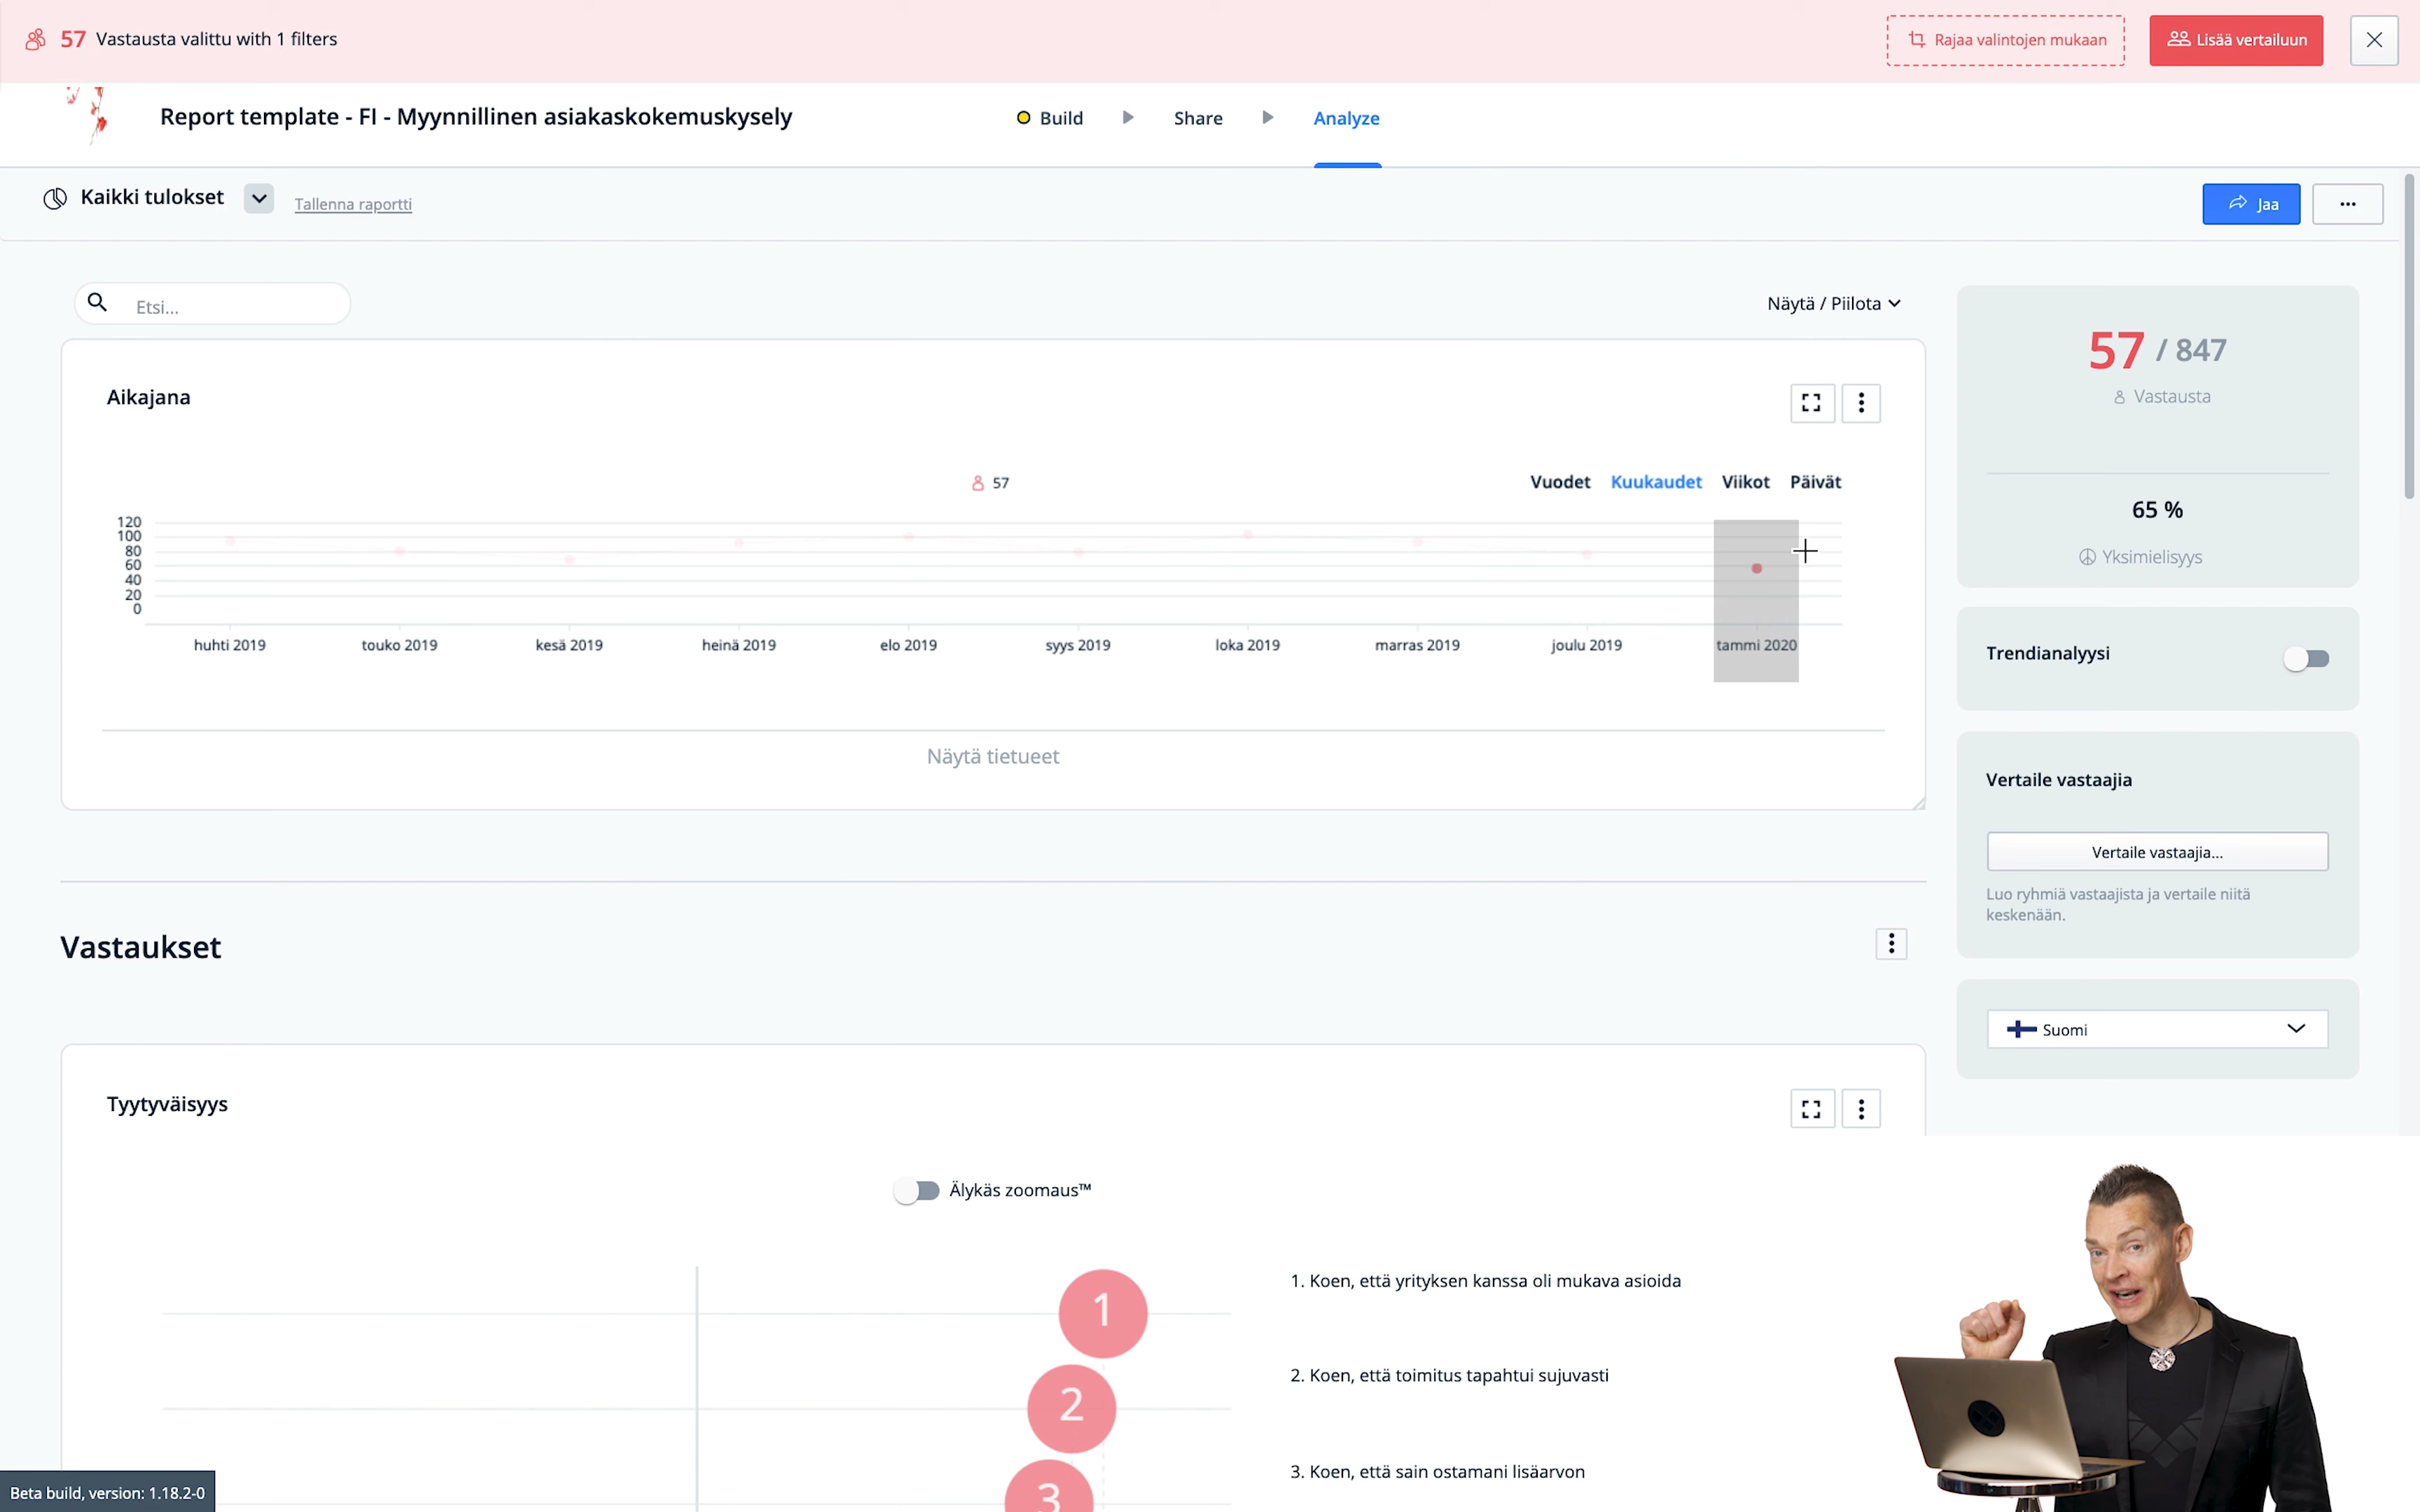 57 Vastausta valittu with 1 filters
Rajaa valintojen mukaan
Lisää vertailuun
Report template - FI - Myynnillinen asiakaskokemuskysely
Build
Share
Analyze
Kaikki tulokset
Tallenna raportti
Jaa
Etsi...
Näytä / Piilota
57 / 847
Vastausta
65 %
Yksimielisyys
Aikajana
57
Vuodet Kuukaudet Viikot Päivät
120
100
80
60
40
20
0
huhti 2019
touko 2019
kesä 2019
heinä 2019
elo 2019
syys 2019
loka 2019
marras 2019
joulu 2019
tammi 2020
Näytä tietueet
Trendianalyysi
Vertaile vastaajia
Vertaile vastaajia...
Luo ryhmiä vastaajista ja vertaile niitä
keskenään.
Suomi
Vastaukset
Tyytyväisyys
Älykäs zoomaus™
1
1. Koen, että yrityksen kanssa oli mukava asioida
2
2. Koen, että toimitus tapahtui sujuvasti
3
3. Koen, että sain ostamani lisäarvon
Beta build, version: 1.18.2-0